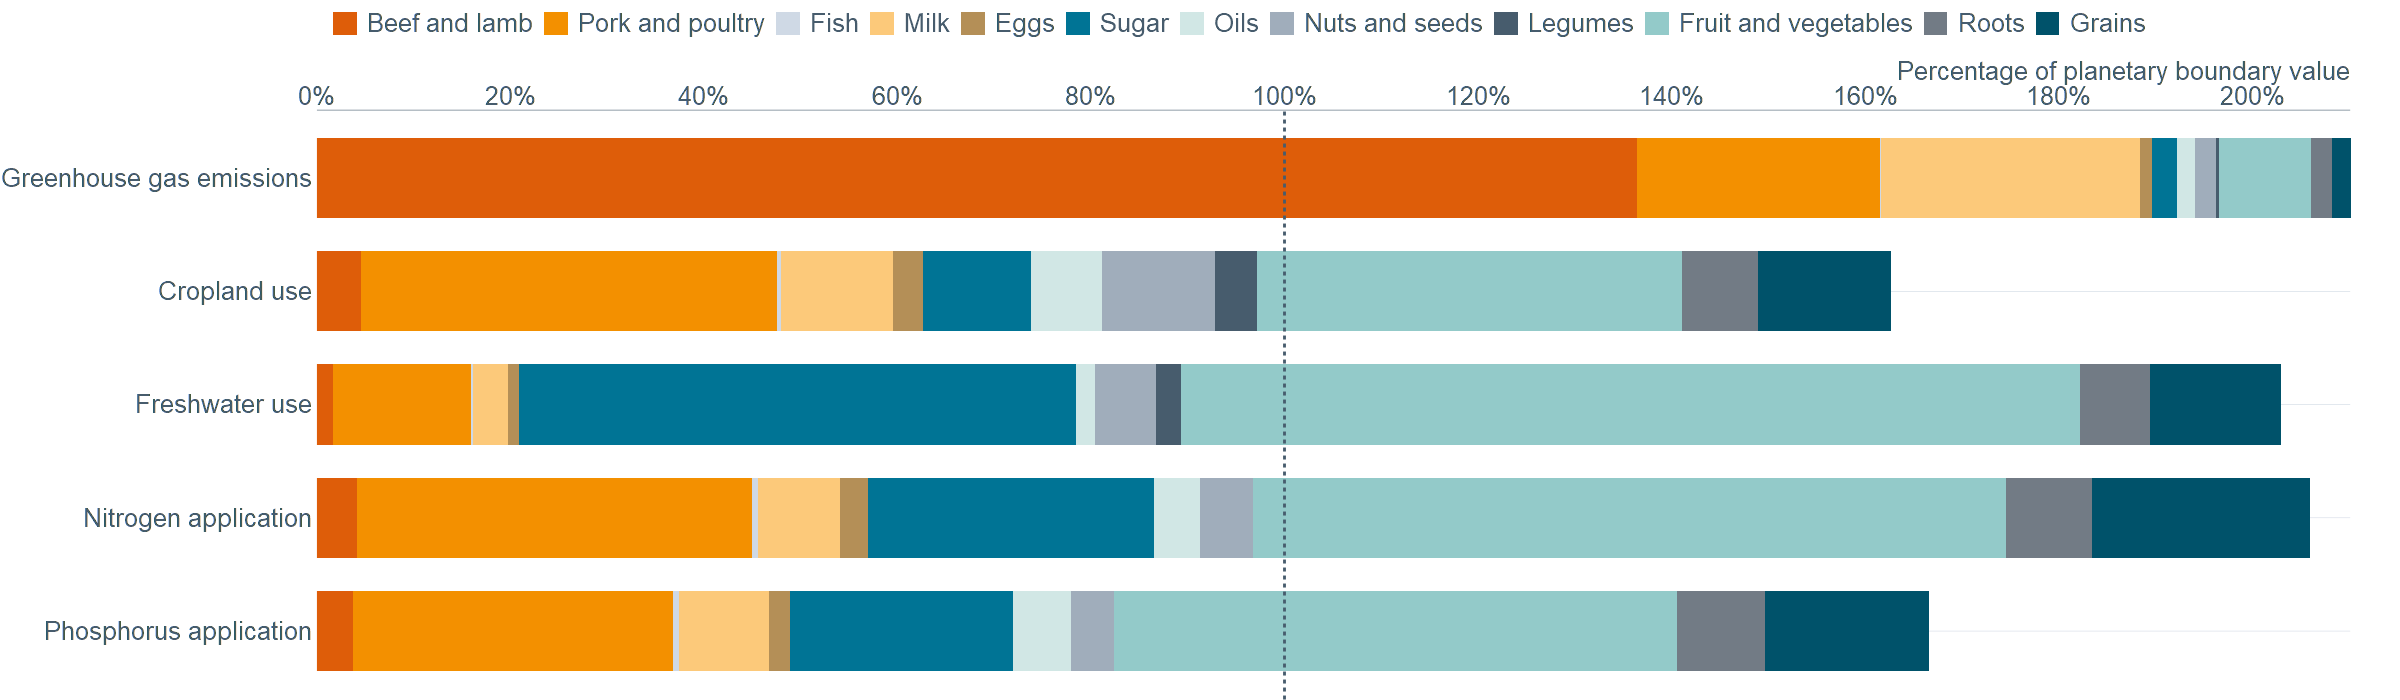 Beef and lamb Pork and poultry Fish Milk Eggs Sugar Oils Nuts and seeds Legumes Fruit and vegetables Roots Grains
Percentage of planetary boundary value
0% 20% 40% 60% 80% 100% 120% 140% 160% 180% 200%
Greenhouse gas emissions
Cropland use
Freshwater use
Nitrogen application
Phosphorus application